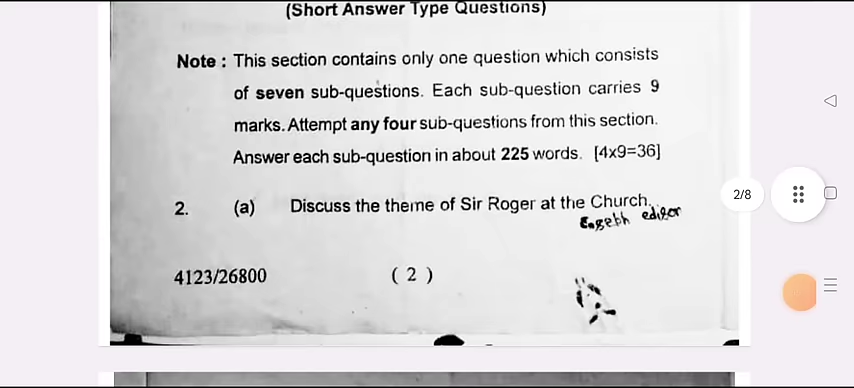 (Short Answer Type Questions)
Note : This section contains only one question which consists
of seven sub-questions. Each sub-question carries 9
marks. Attempt any four sub-questions from this section.
Answer each sub-question in about 225 words. [4x9=36]
2. (a) Discuss the theme of Sir Roger at the Church.
2/8
4123/26800 ( 2 )